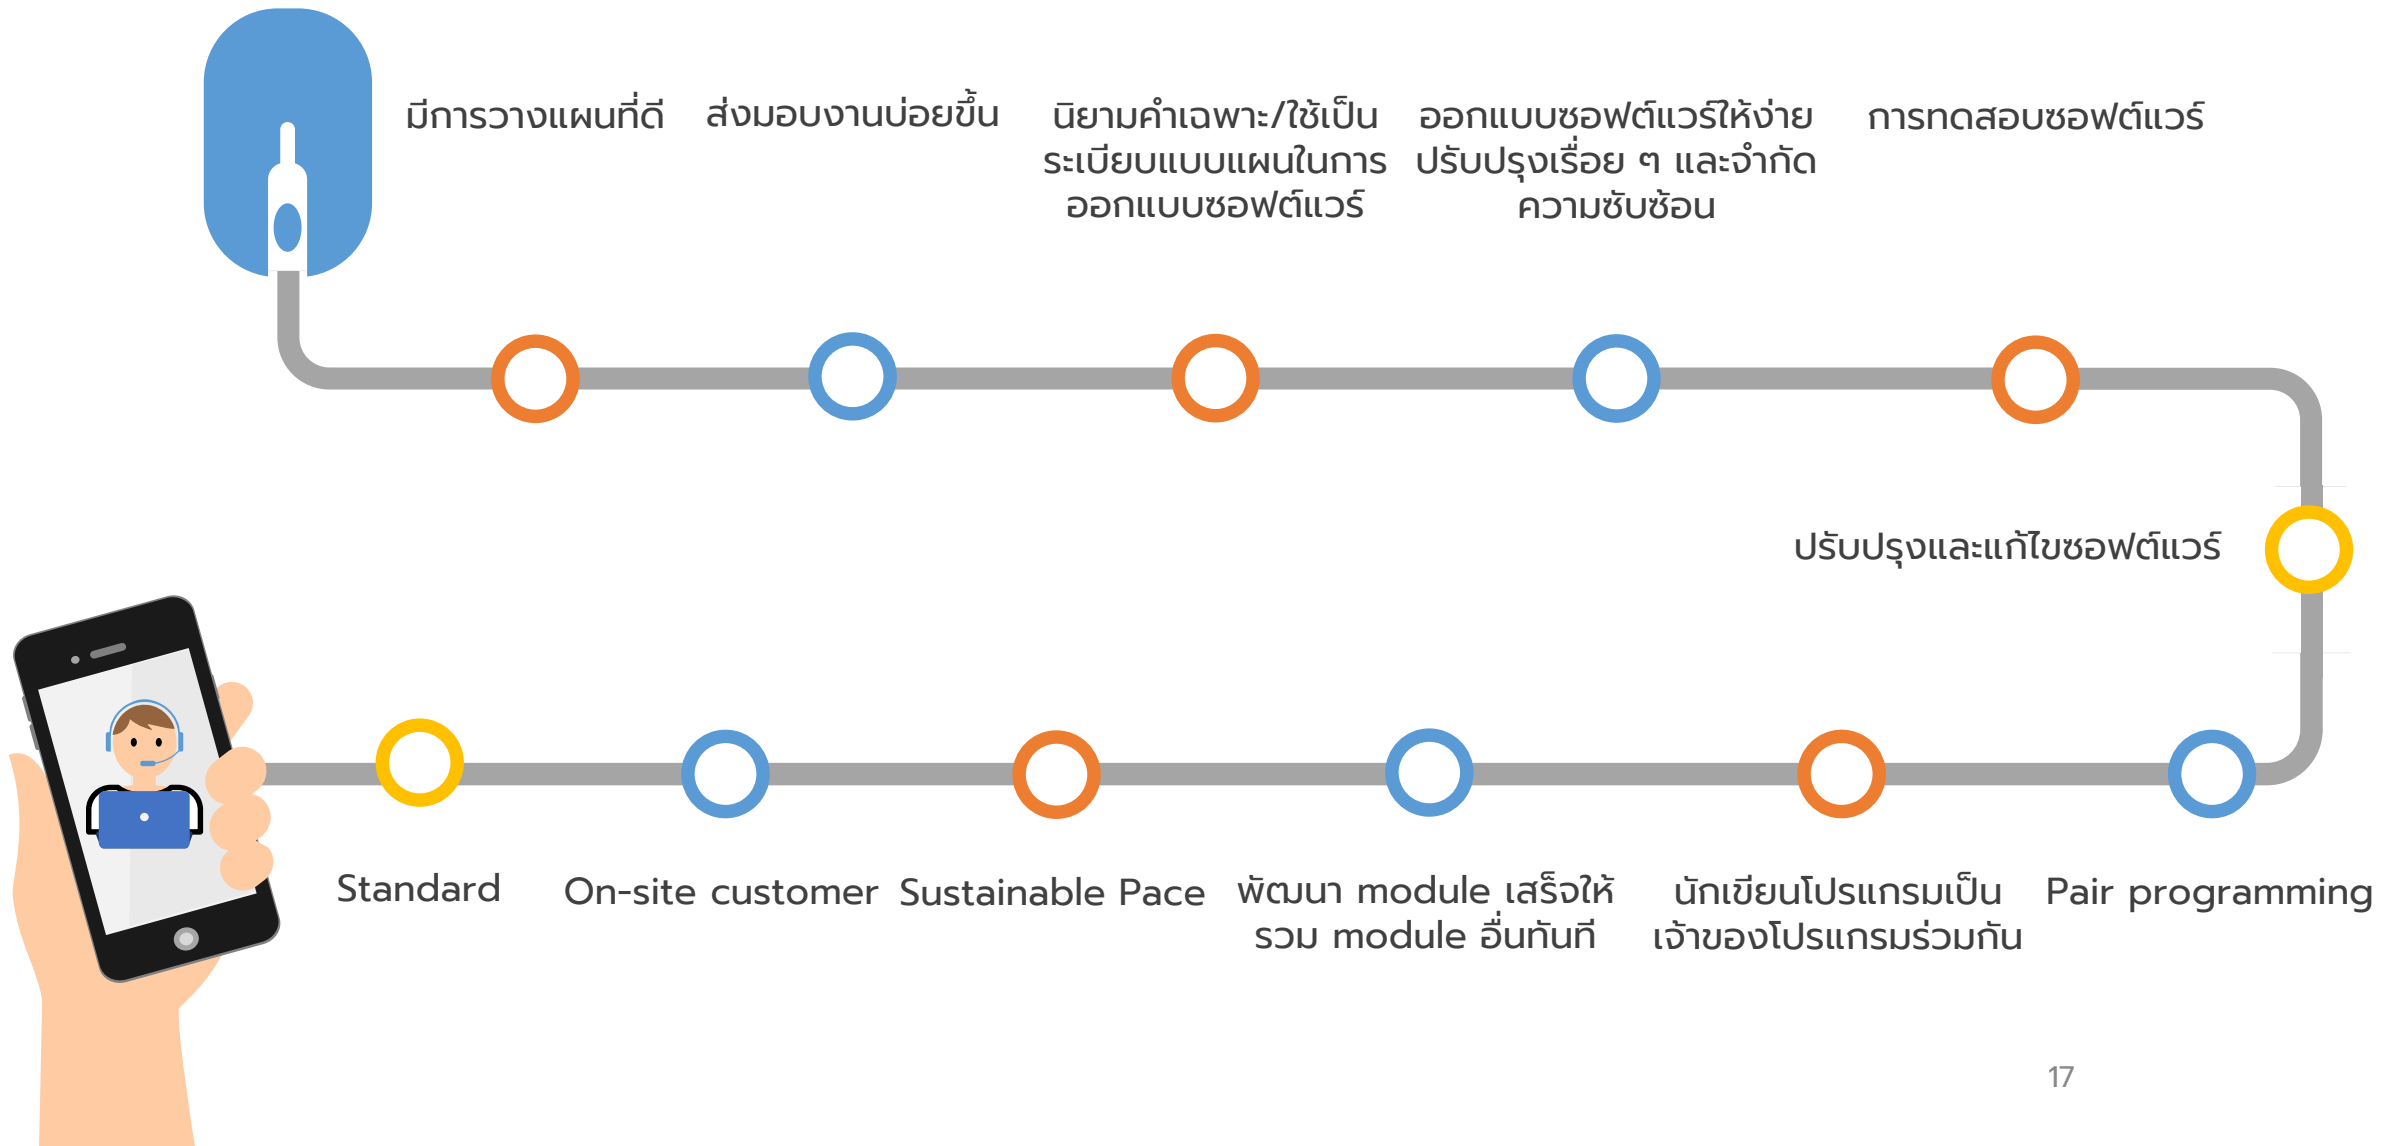 มีการวางแผนที่ดี
ส่งมอบงานบ่อยขึ้น
นิยามคำเฉพาะ/ใช้เป็น
ระเบียบแบบแผนในการ
ออกแบบซอฟต์แวร์
ออกแบบซอฟต์แวร์ให้ง่าย
ปรับปรุงเรื่อย ๆ และจำกัด
ความซับซ้อน
การทดสอบซอฟต์แวร์
ปรับปรุงและแก้ไขซอฟต์แวร์
Standard
On-site customer
Sustainable Pace
พัฒนา module เสร็จให้
รวม module อื่นทันที
นักเขียนโปรแกรมเป็น
เจ้าของโปรแกรมร่วมกัน
Pair programming
17